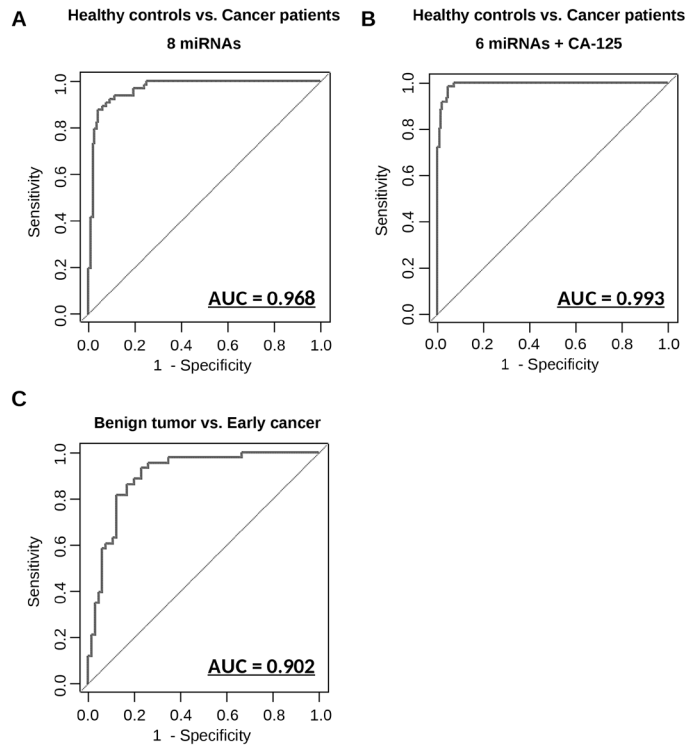 A
Healthy controls vs. Cancer patients
8 miRNAs
1.0
0.8
0.6
0.4
0.2
0.0
Sensitivity
AUC = 0.968
0.0 0.2 0.4 0.6 0.8 1.0
1 - Specificity
B
Healthy controls vs. Cancer patients
6 miRNAs + CA-125
1.0
0.8
0.6
0.4
0.2
0.0
Sensitivity
AUC = 0.993
0.0 0.2 0.4 0.6 0.8 1.0
1 - Specificity
C
Benign tumor vs. Early cancer
1.0
0.8
0.6
0.4
0.2
0.0
Sensitivity
AUC = 0.902
0.0 0.2 0.4 0.6 0.8 1.0
1 - Specificity